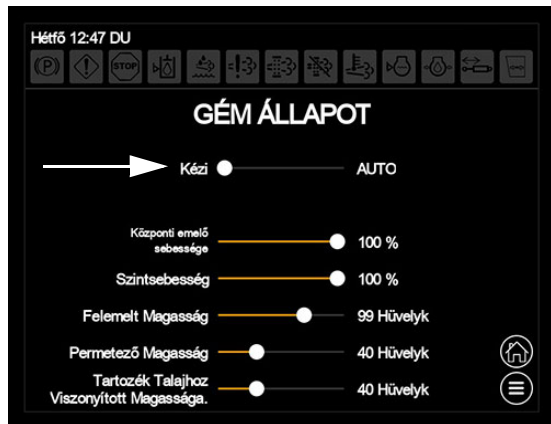 Hétfő 12:47 DU
(P) STOP
GÉM ÁLLAPOT
Kézi AUTO
Központi emelő
sebessége 100 %
Szintsebesség 100 %
Felemelt Magasság 99 Hüvelyk
Permetező Magasság 40 Hüvelyk
Tartozék Talajhoz
Viszonyított Magassága. 40 Hüvelyk